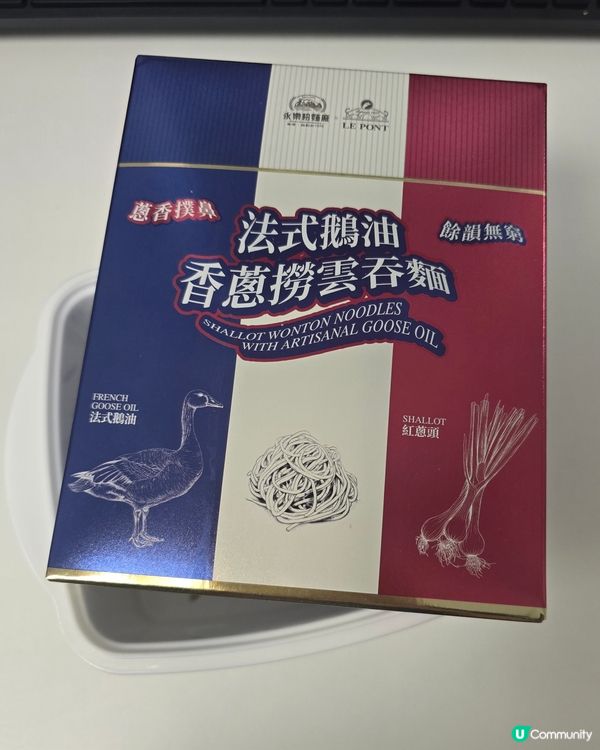 永樂粉麵廠
LE PONT
蔥香撲鼻
餘韻無窮
法式鵝油
香蔥撈雲吞麵
SHALLOT WONTON NOODLES
WITH ARTISANAL GOOSE OIL
FRENCH
GOOSE OIL
法式鵝油
SHALLOT
紅蔥頭
U Community